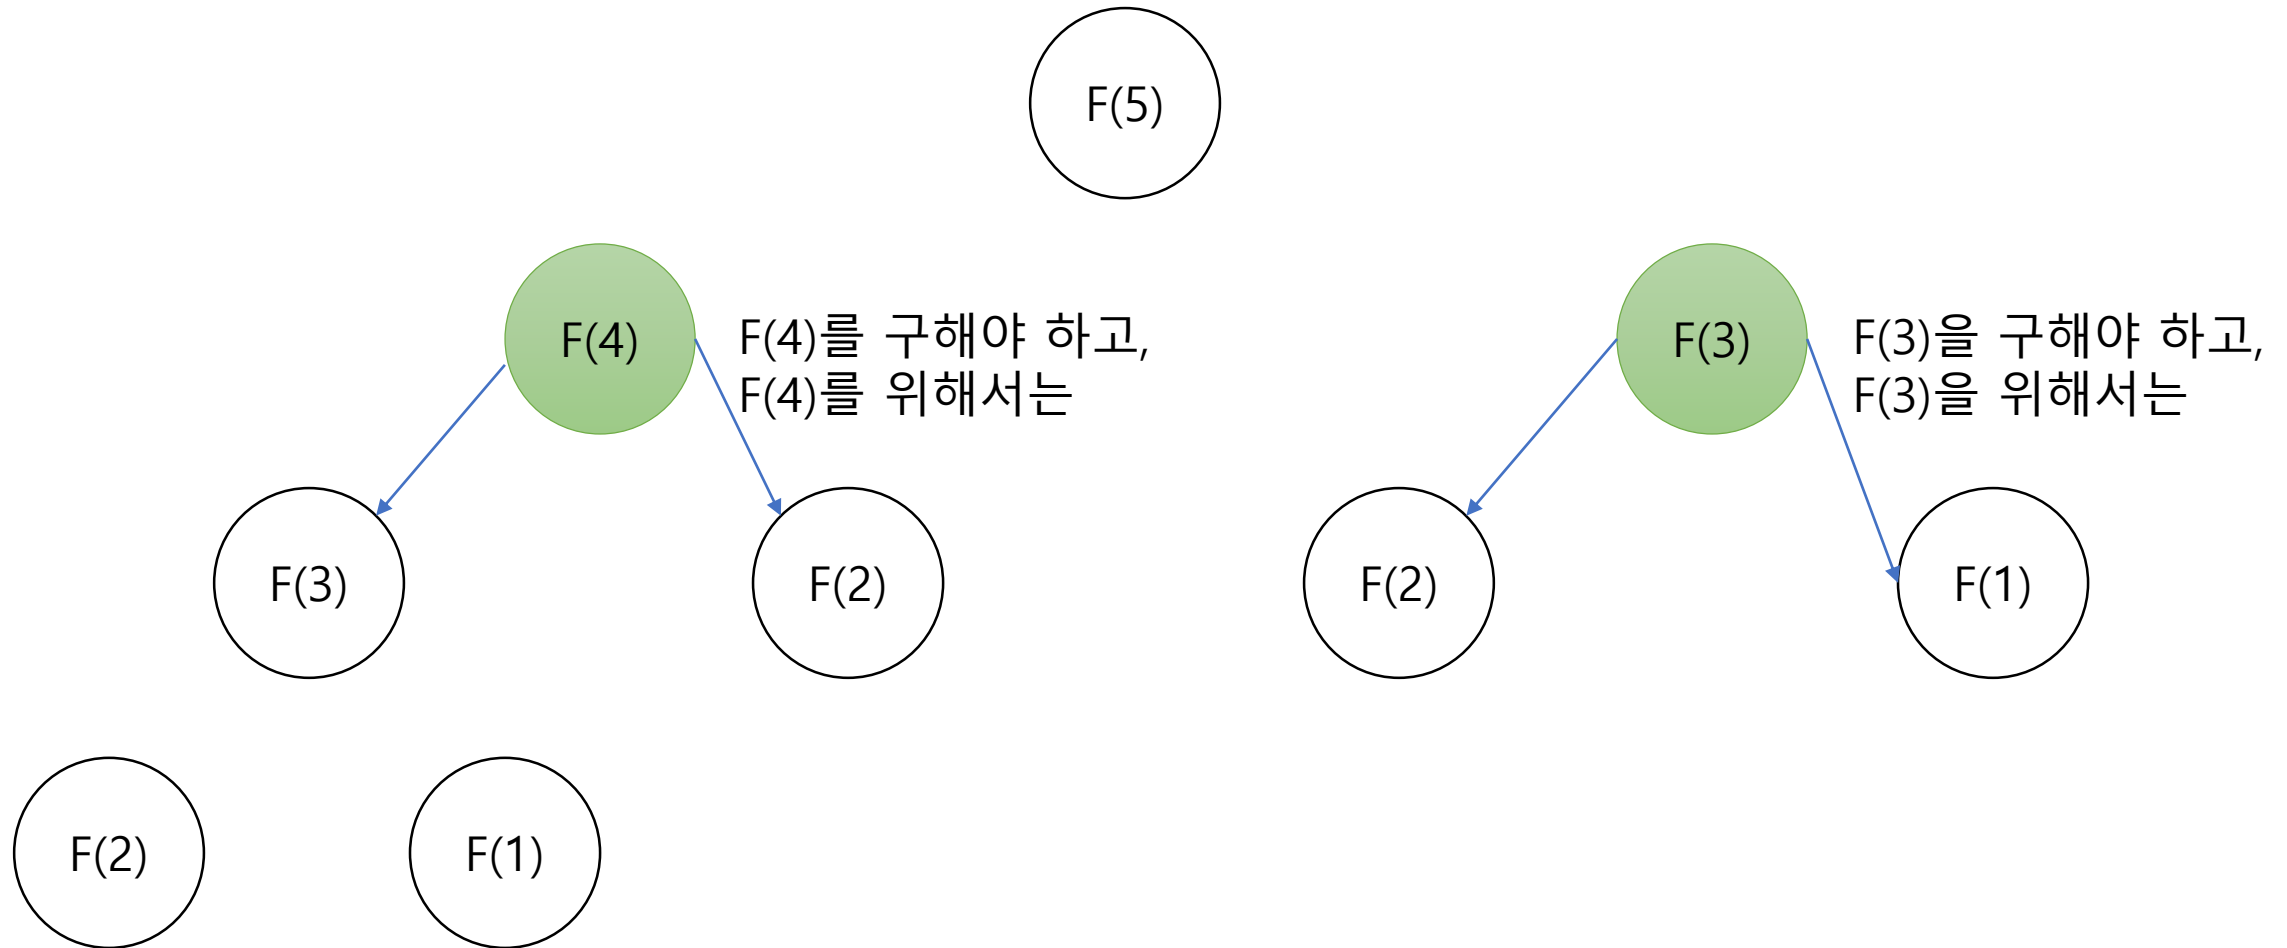 F(5)
F(4)
F(4)를 구해야 하고,
F(4)를 위해서는
F(3)
F(3)을 구해야 하고,
F(3)을 위해서는
F(3)
F(2)
F(2)
F(1)
F(2)
F(1)